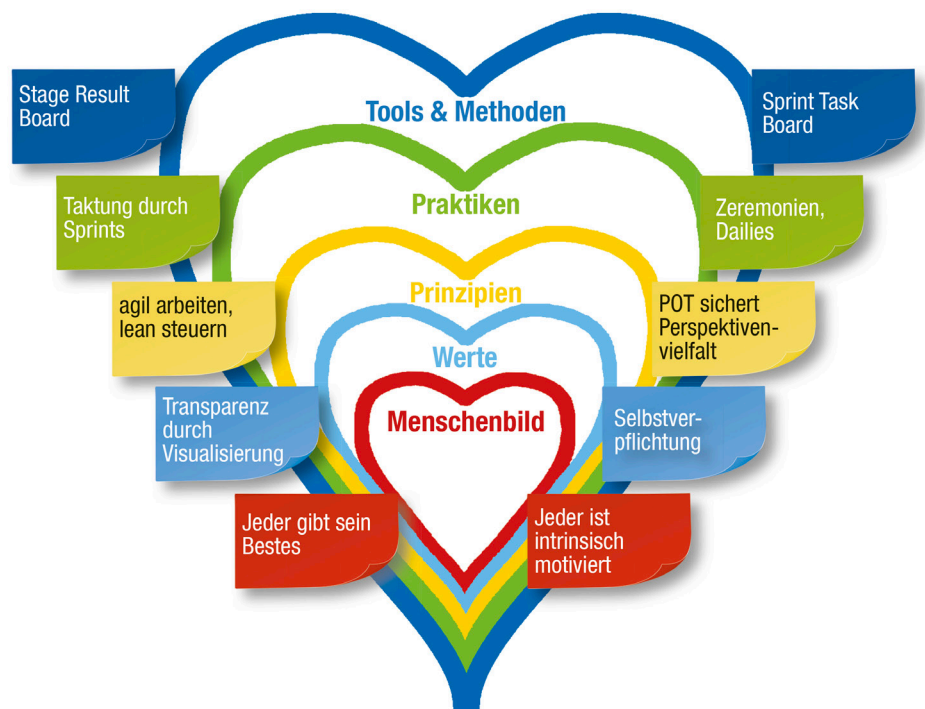 Stage Result
Board
Tools & Methoden
Sprint Task
Board
Taktung durch
Sprints
Praktiken
Zeremonien,
Dailies
agil arbeiten,
lean steuern
Prinzipien
POT sichert
Perspektiven-
vielfalt
Transparenz
durch
Visualisierung
Werte
Selbstver-
pflichtung
Menschenbild
Jeder gibt sein
Bestes
Jeder ist
intrinsisch
motiviert